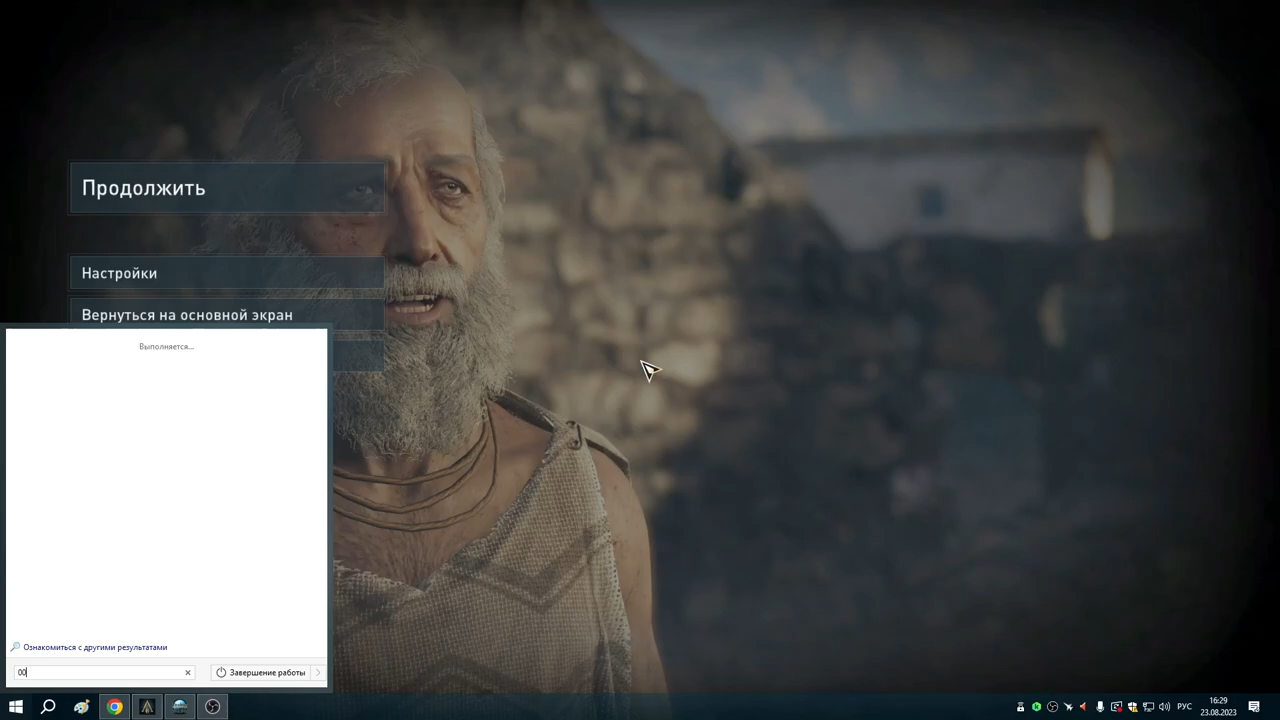 Продолжить
Настройки
Вернуться на основной экран
Выполняется...
Ознакомиться с другими результатами
00
Завершение работы
РУС
16:29
23.08.2023